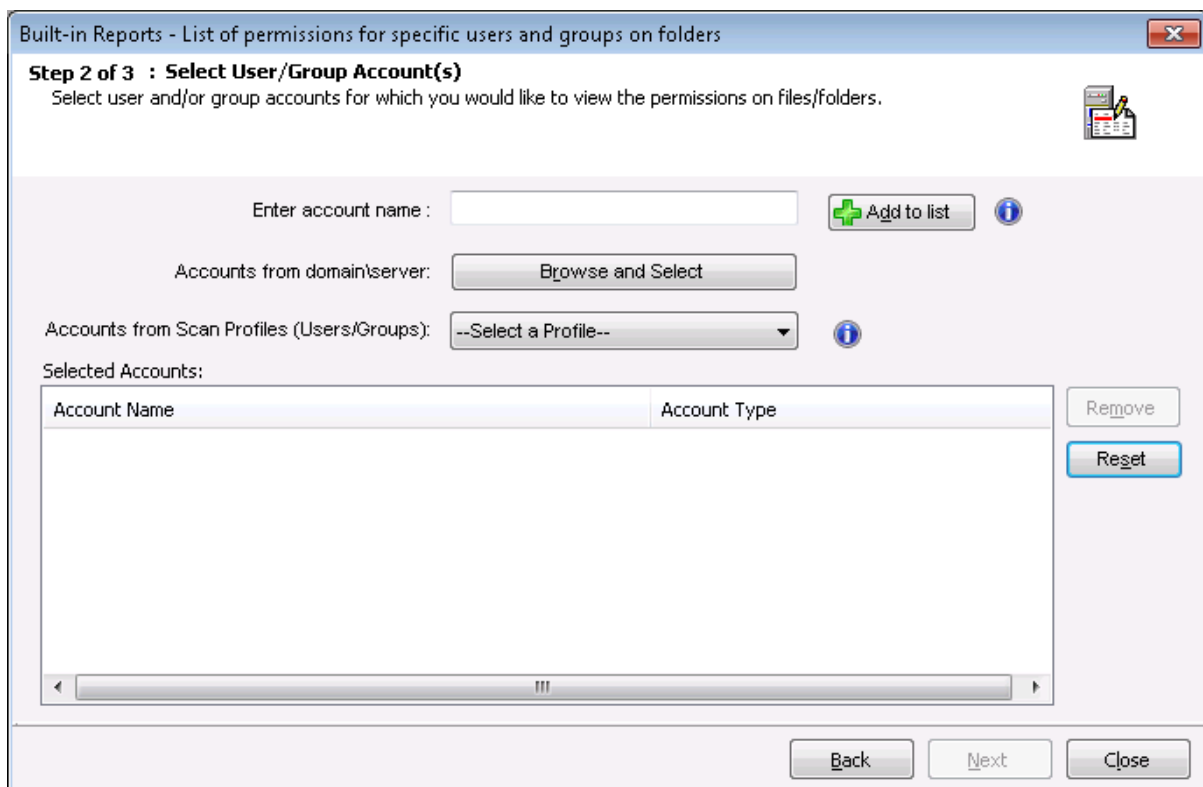 Built-in Reports - List of permissions for specific users and groups on folders
Step 2 of 3 : Select User/Group Account(s)
Select user and/or group accounts for which you would like to view the permissions on files/folders.
Enter account name :
Add to list
Accounts from domain\server:
Browse and Select
Accounts from Scan Profiles (Users/Groups):
--Select a Profile--
Selected Accounts:
Account Name
Account Type
Remove
Reset
Back
Next
Close